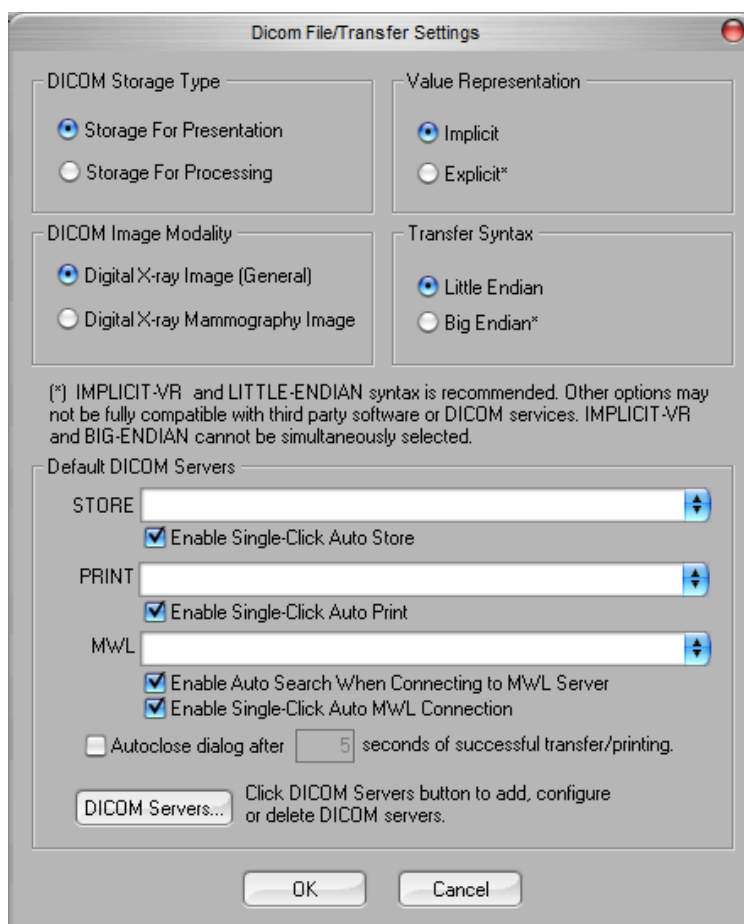 Dicom File/Transfer Settings
DICOM Storage Type
Storage For Presentation
Storage For Processing
Value Representation
Implicit
Explicit*
DICOM Image Modality
Digital X-ray Image (General)
Digital X-ray Mammography Image
Transfer Syntax
Little Endian
Big Endian*
(*) IMPLICIT-VR and LITTLE-ENDIAN syntax is recommended. Other options may
not be fully compatible with third party software or DICOM services. IMPLICIT-VR
and BIG-ENDIAN cannot be simultaneously selected.
Default DICOM Servers
STORE
Enable Single-Click Auto Store
PRINT
Enable Single-Click Auto Print
MWL
Enable Auto Search When Connecting to MWL Server
Enable Single-Click Auto MWL Connection
Autoclose dialog after 5 seconds of successful transfer/printing.
DICOM Servers...
Click DICOM Servers button to add, configure
or delete DICOM servers.
OK
Cancel